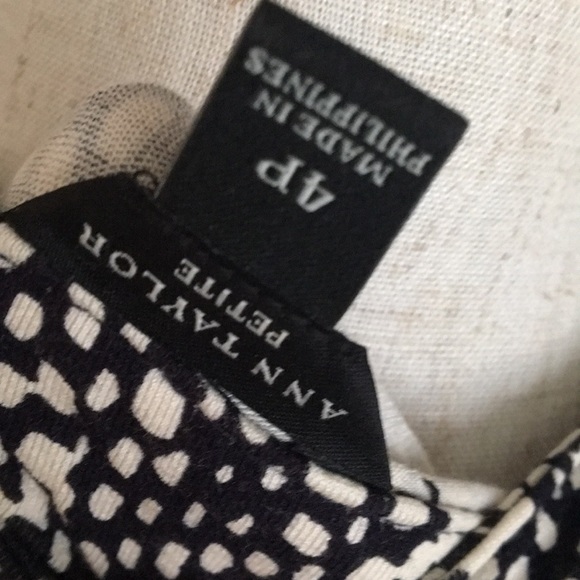 ANN TAYLOR
PETITE
4P
MADE IN
PHILIPPINES